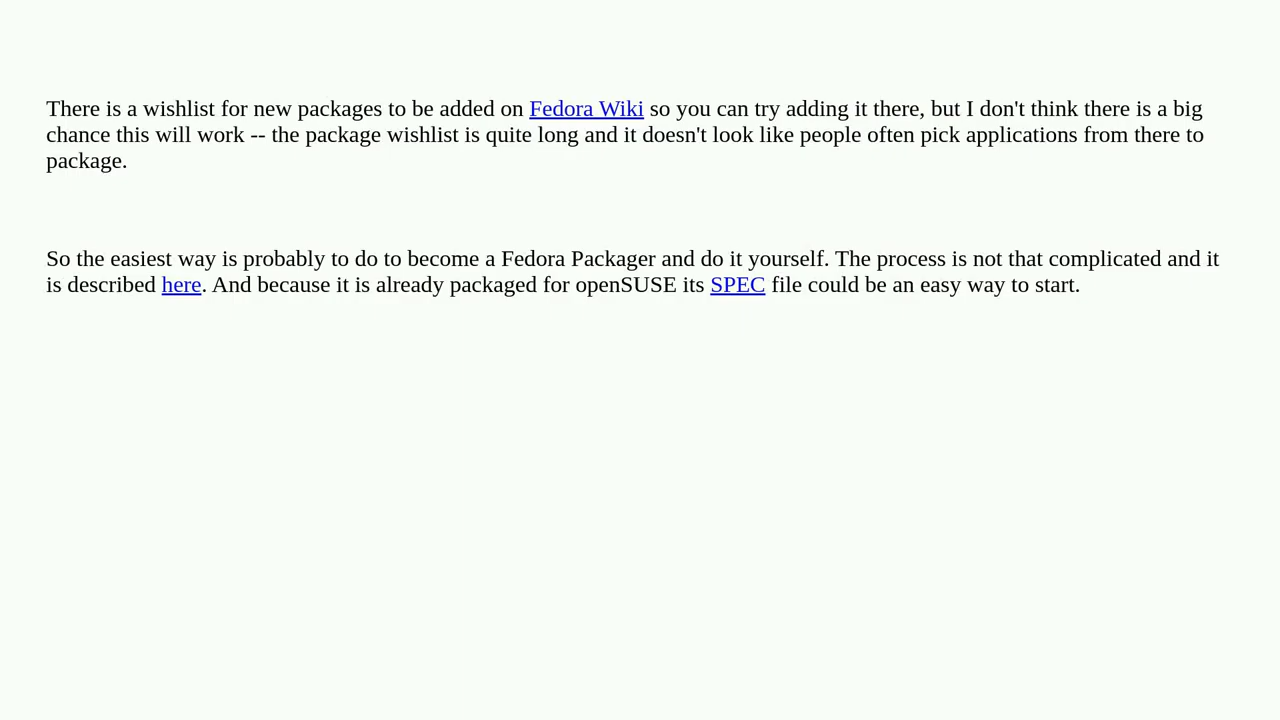 There is a wishlist for new packages to be added on Fedora Wiki so you can try adding it there, but I don't think there is a big
chance this will work -- the package wishlist is quite long and it doesn't look like people often pick applications from there to
package.
So the easiest way is probably to do to become a Fedora Packager and do it yourself. The process is not that complicated and it
is described here. And because it is already packaged for openSUSE its SPEC file could be an easy way to start.